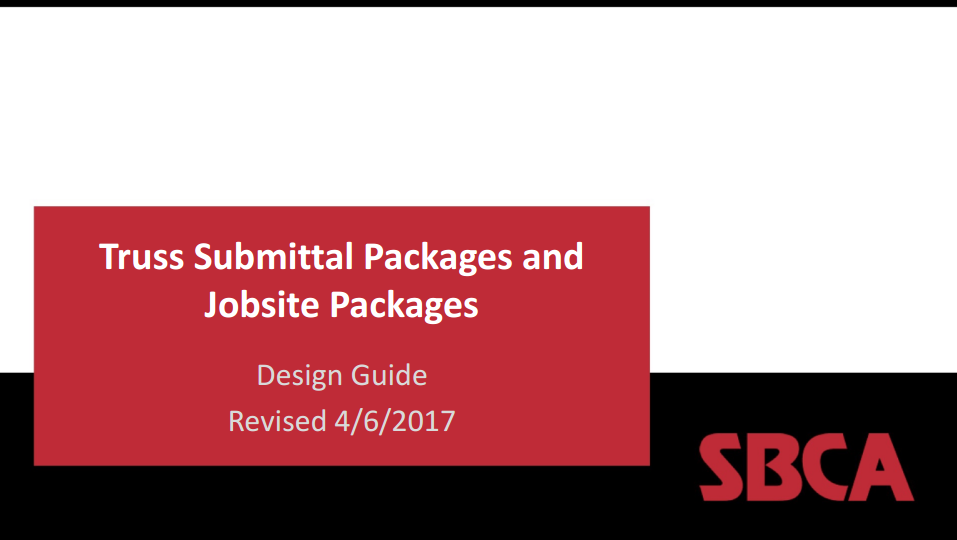 Truss Submittal Packages and
Jobsite Packages
Design Guide
Revised 4/6/2017
SBCA